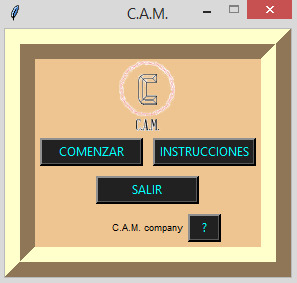 C.A.M.
C
C.A.M.
COMENZAR INSTRUCCIONES
SALIR
C.A.M. company ?